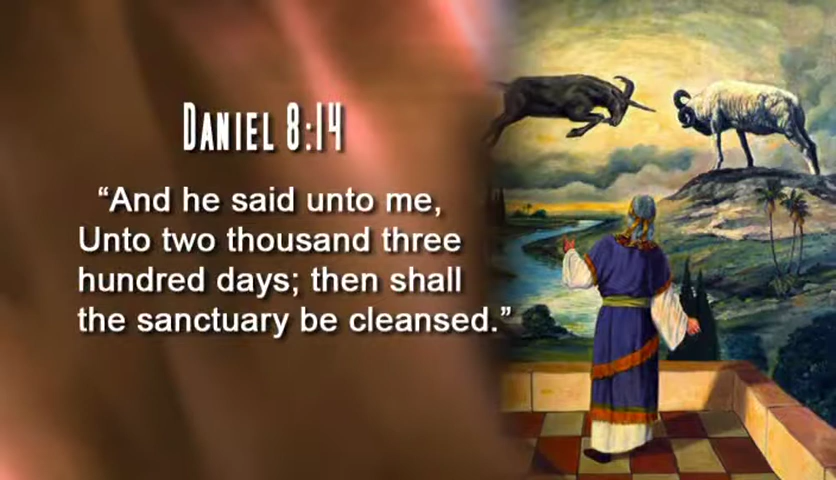 Daniel 8:14
“And he said unto me,
Unto two thousand three
hundred days; then shall
the sanctuary be cleansed.”